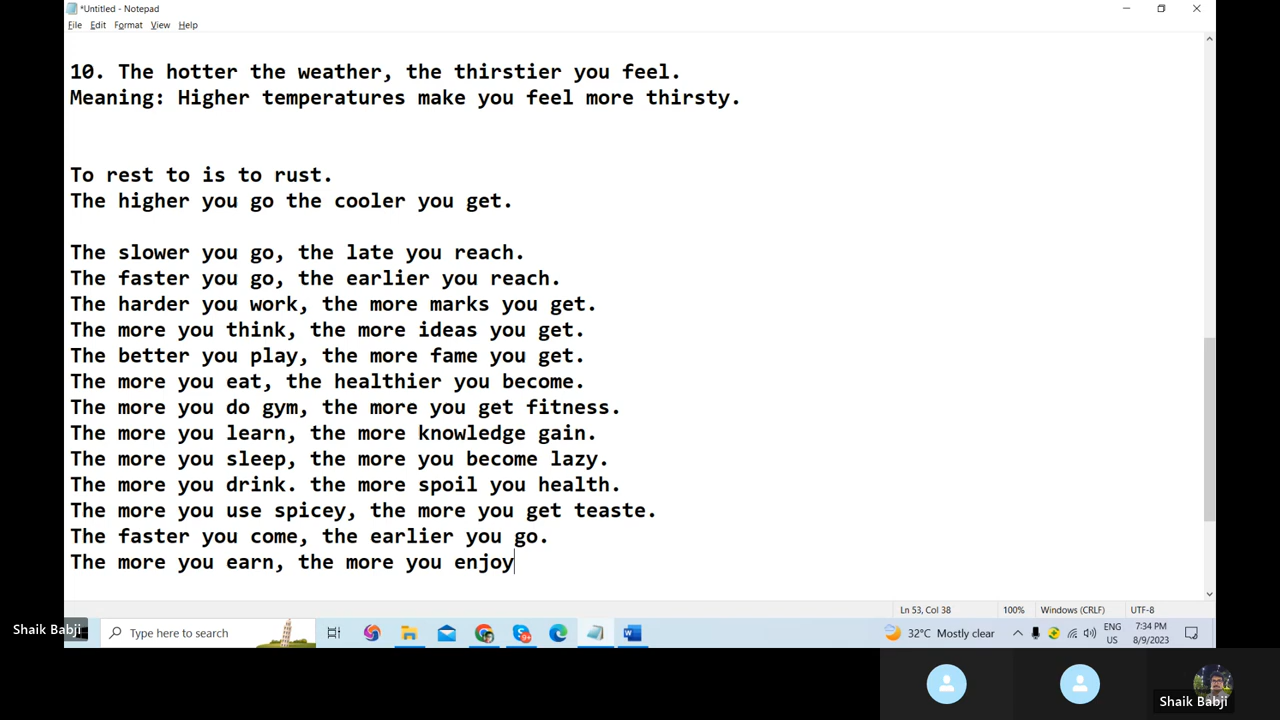 *Untitled - Notepad
File Edit Format View Help
10. The hotter the weather, the thirstier you feel.
Meaning: Higher temperatures make you feel more thirsty.
To rest to is to rust.
The higher you go the cooler you get.
The slower you go, the late you reach.
The faster you go, the earlier you reach.
The harder you work, the more marks you get.
The more you think, the more ideas you get.
The better you play, the more fame you get.
The more you eat, the healthier you become.
The more you do gym, the more you get fitness.
The more you learn, the more knowledge gain.
The more you sleep, the more you become lazy.
The more you drink. the more spoil you health.
The more you use spicey, the more you get teaste.
The faster you come, the earlier you go.
The more you earn, the more you enjoy
Ln 53, Col 38 100% Windows (CRLF) UTF-8
Shaik Babji
Type here to search
32°C Mostly clear
ENG
US
7:34 PM
8/9/2023
Shaik Babji